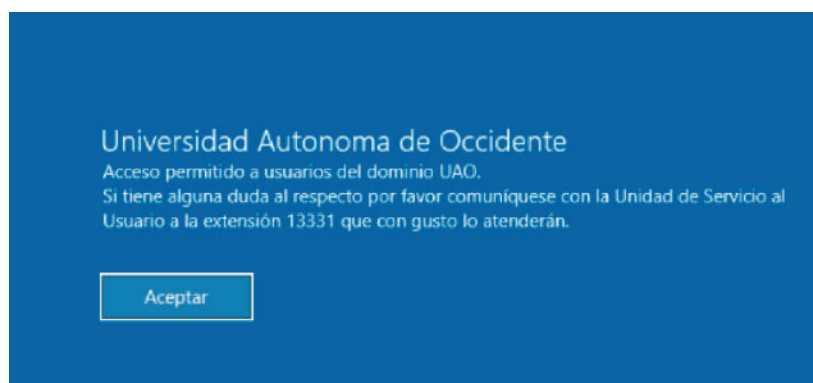 Universidad Autonoma de Occidente
Acceso permitido a usuarios del dominio UAO.
Si tiene alguna duda al respecto por favor comuníquese con la Unidad de Servicio al
Usuario a la extensión 13331 que con gusto lo atenderán.
Aceptar